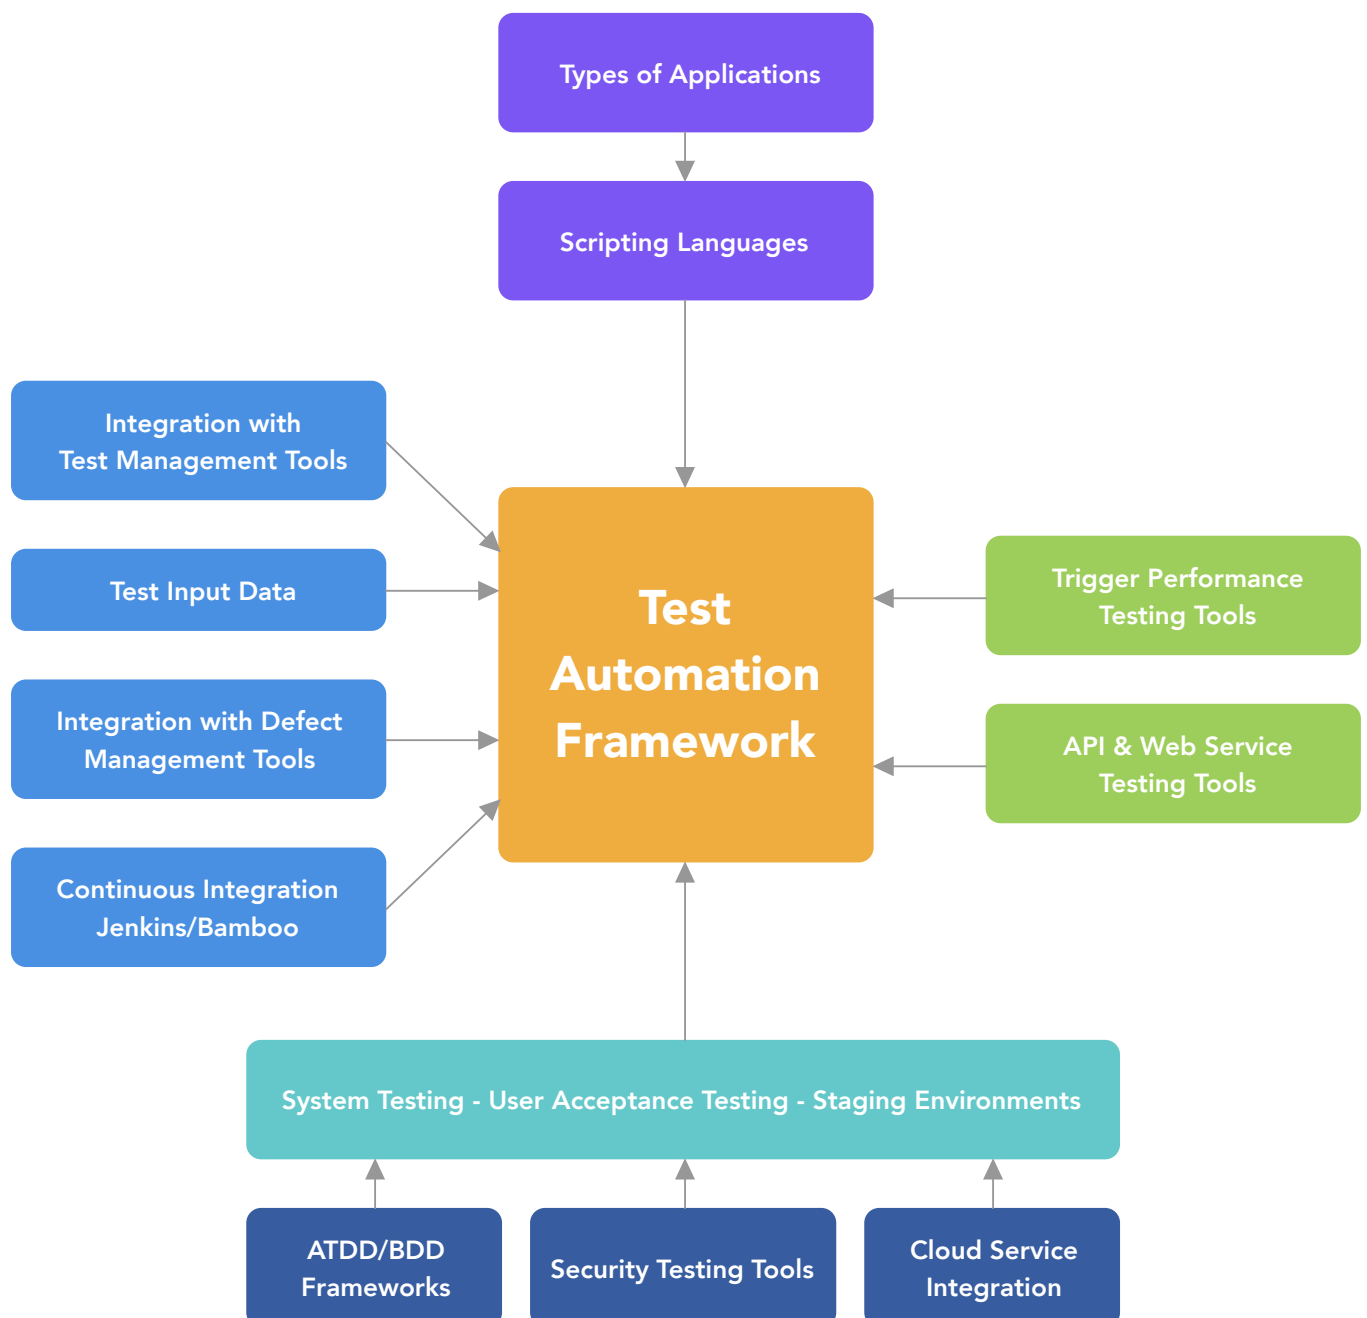 Types of Applications
Scripting Languages
Integration with
Test Management Tools
Test Input Data
Integration with Defect
Management Tools
Continuous Integration
Jenkins/Bamboo
Test
Automation
Framework
Trigger Performance
Testing Tools
API & Web Service
Testing Tools
System Testing - User Acceptance Testing - Staging Environments
ATDD/BDD
Frameworks
Security Testing Tools
Cloud Service
Integration